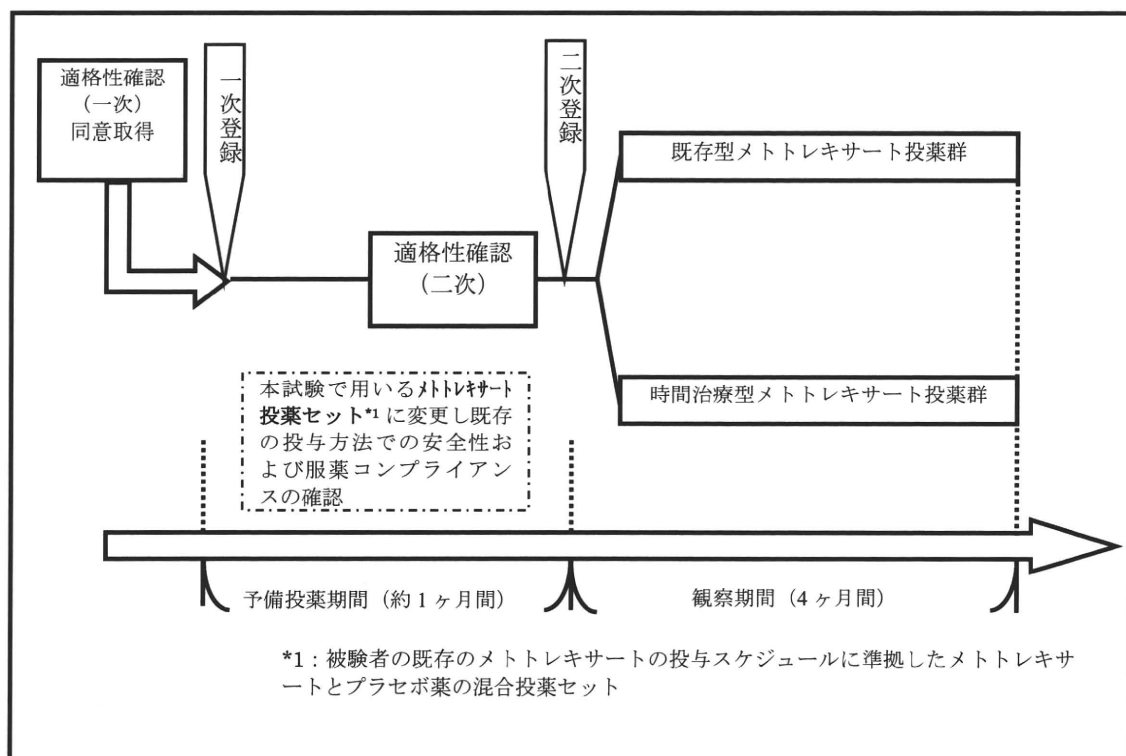 適格性確認
(一次)
同意取得
一次登録
二次登録
既存型メトトレキサート投薬群
適格性確認
(二次)
時間治療型メトトレキサート投薬群
本試験で用いるメトトレキサート
投薬セット*1 に変更し既存
の投与方法での安全性お
よび服薬コンプライアン
スの確認
予備投薬期間(約 1 ヶ月間)
観察期間(4 ヶ月間)
*1:被験者の既存のメトトレキサートの投与スケジュールに準拠したメトトレキサ
ートとプラセボ薬の混合投薬セット